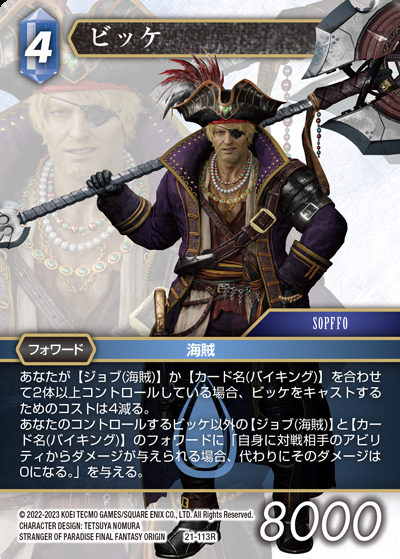 4
ビッケ
SOPFFO
フォワード
海賊
あなたが【ジョブ(海賊)】か【カード名(バイキング)】を合わせ
て2体以上コントロールしている場合、ビッケをキャストする
ためのコストは4減る。
あなたのコントロールするビッケ以外の【ジョブ(海賊)】と【カー
ド名(バイキング)】のフォワードに「自身に対戦相手のアビリ
ティからダメージが与えられる場合、代わりにそのダメージは
0になる。」を与える。
© 2022-2023 KOEI TECMO GAMES/SQUARE ENIX CO., LTD. All Rights Reserved.
CHARACTER DESIGN: TETSUYA NOMURA
STRANGER OF PARADISE FINAL FANTASY ORIGIN
21-113R
8000